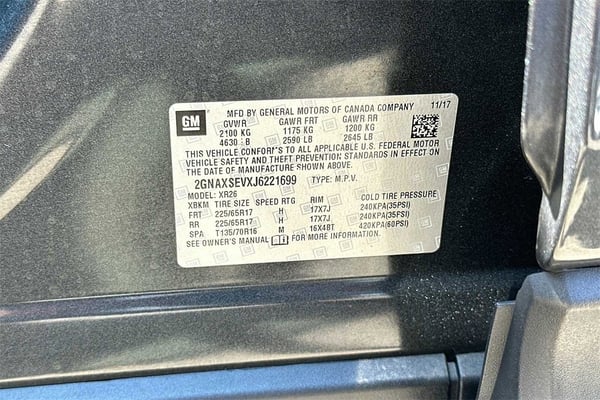 GM
MFD BY GENERAL MOTORS OF CANADA COMPANY 11/17
GVWR GAWR FRT GAWR RR
2100 KG 1175 KG 1200 KG
4630 LB 2590 LB 2645 LB
THIS VEHICLE CONFORMS TO ALL APPLICABLE U.S. FEDERAL MOTOR
VEHICLE SAFETY AND THEFT PREVENTION STANDARDS IN EFFECT ON
THE DATE OF MANUFACTURE SHOWN ABOVE.
2GNAXSEVXJ6221699 TYPE: M.P.V.
MODEL: XR26
XBKM TIRE SIZE SPEED RTG RIM COLD TIRE PRESSURE
FRT 225/65R17 H 17X7J 240KPA(35PSI)
RR 225/65R17 H 17X7J 240KPA(35PSI)
SPA T135/70R16 M 16X4BT 420KPA(60PSI)
SEE OWNER'S MANUAL FOR MORE INFORMATION.